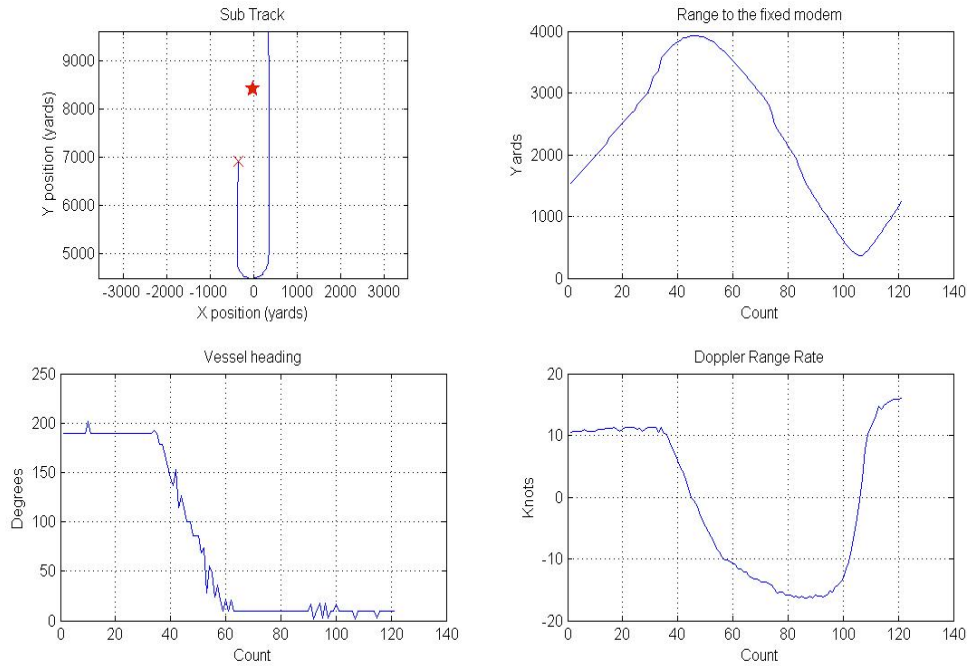 Sub Track
Y position (yards)
9000
8000
7000
6000
5000
-3000 -2000 -1000 0 1000 2000 3000
X position (yards)
Range to the fixed modem
Yards
4000
3000
2000
1000
0
0 20 40 60 80 100 120 140
Count
Vessel heading
Degrees
250
200
150
100
50
0
0 20 40 60 80 100 120 140
Count
Doppler Range Rate
Knots
20
10
0
-10
-20
0 20 40 60 80 100 120 140
Count